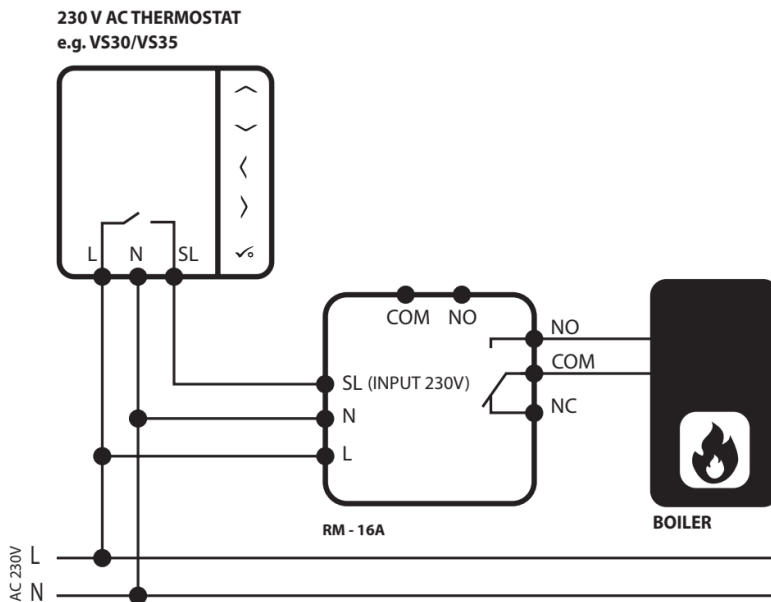 230 V AC THERMOSTAT
e.g. VS30/VS35
L N SL
COM NO
NO
COM
SL (INPUT 230V)
NC
N
L
RM - 16A
BOILER
AC 230V
L
N